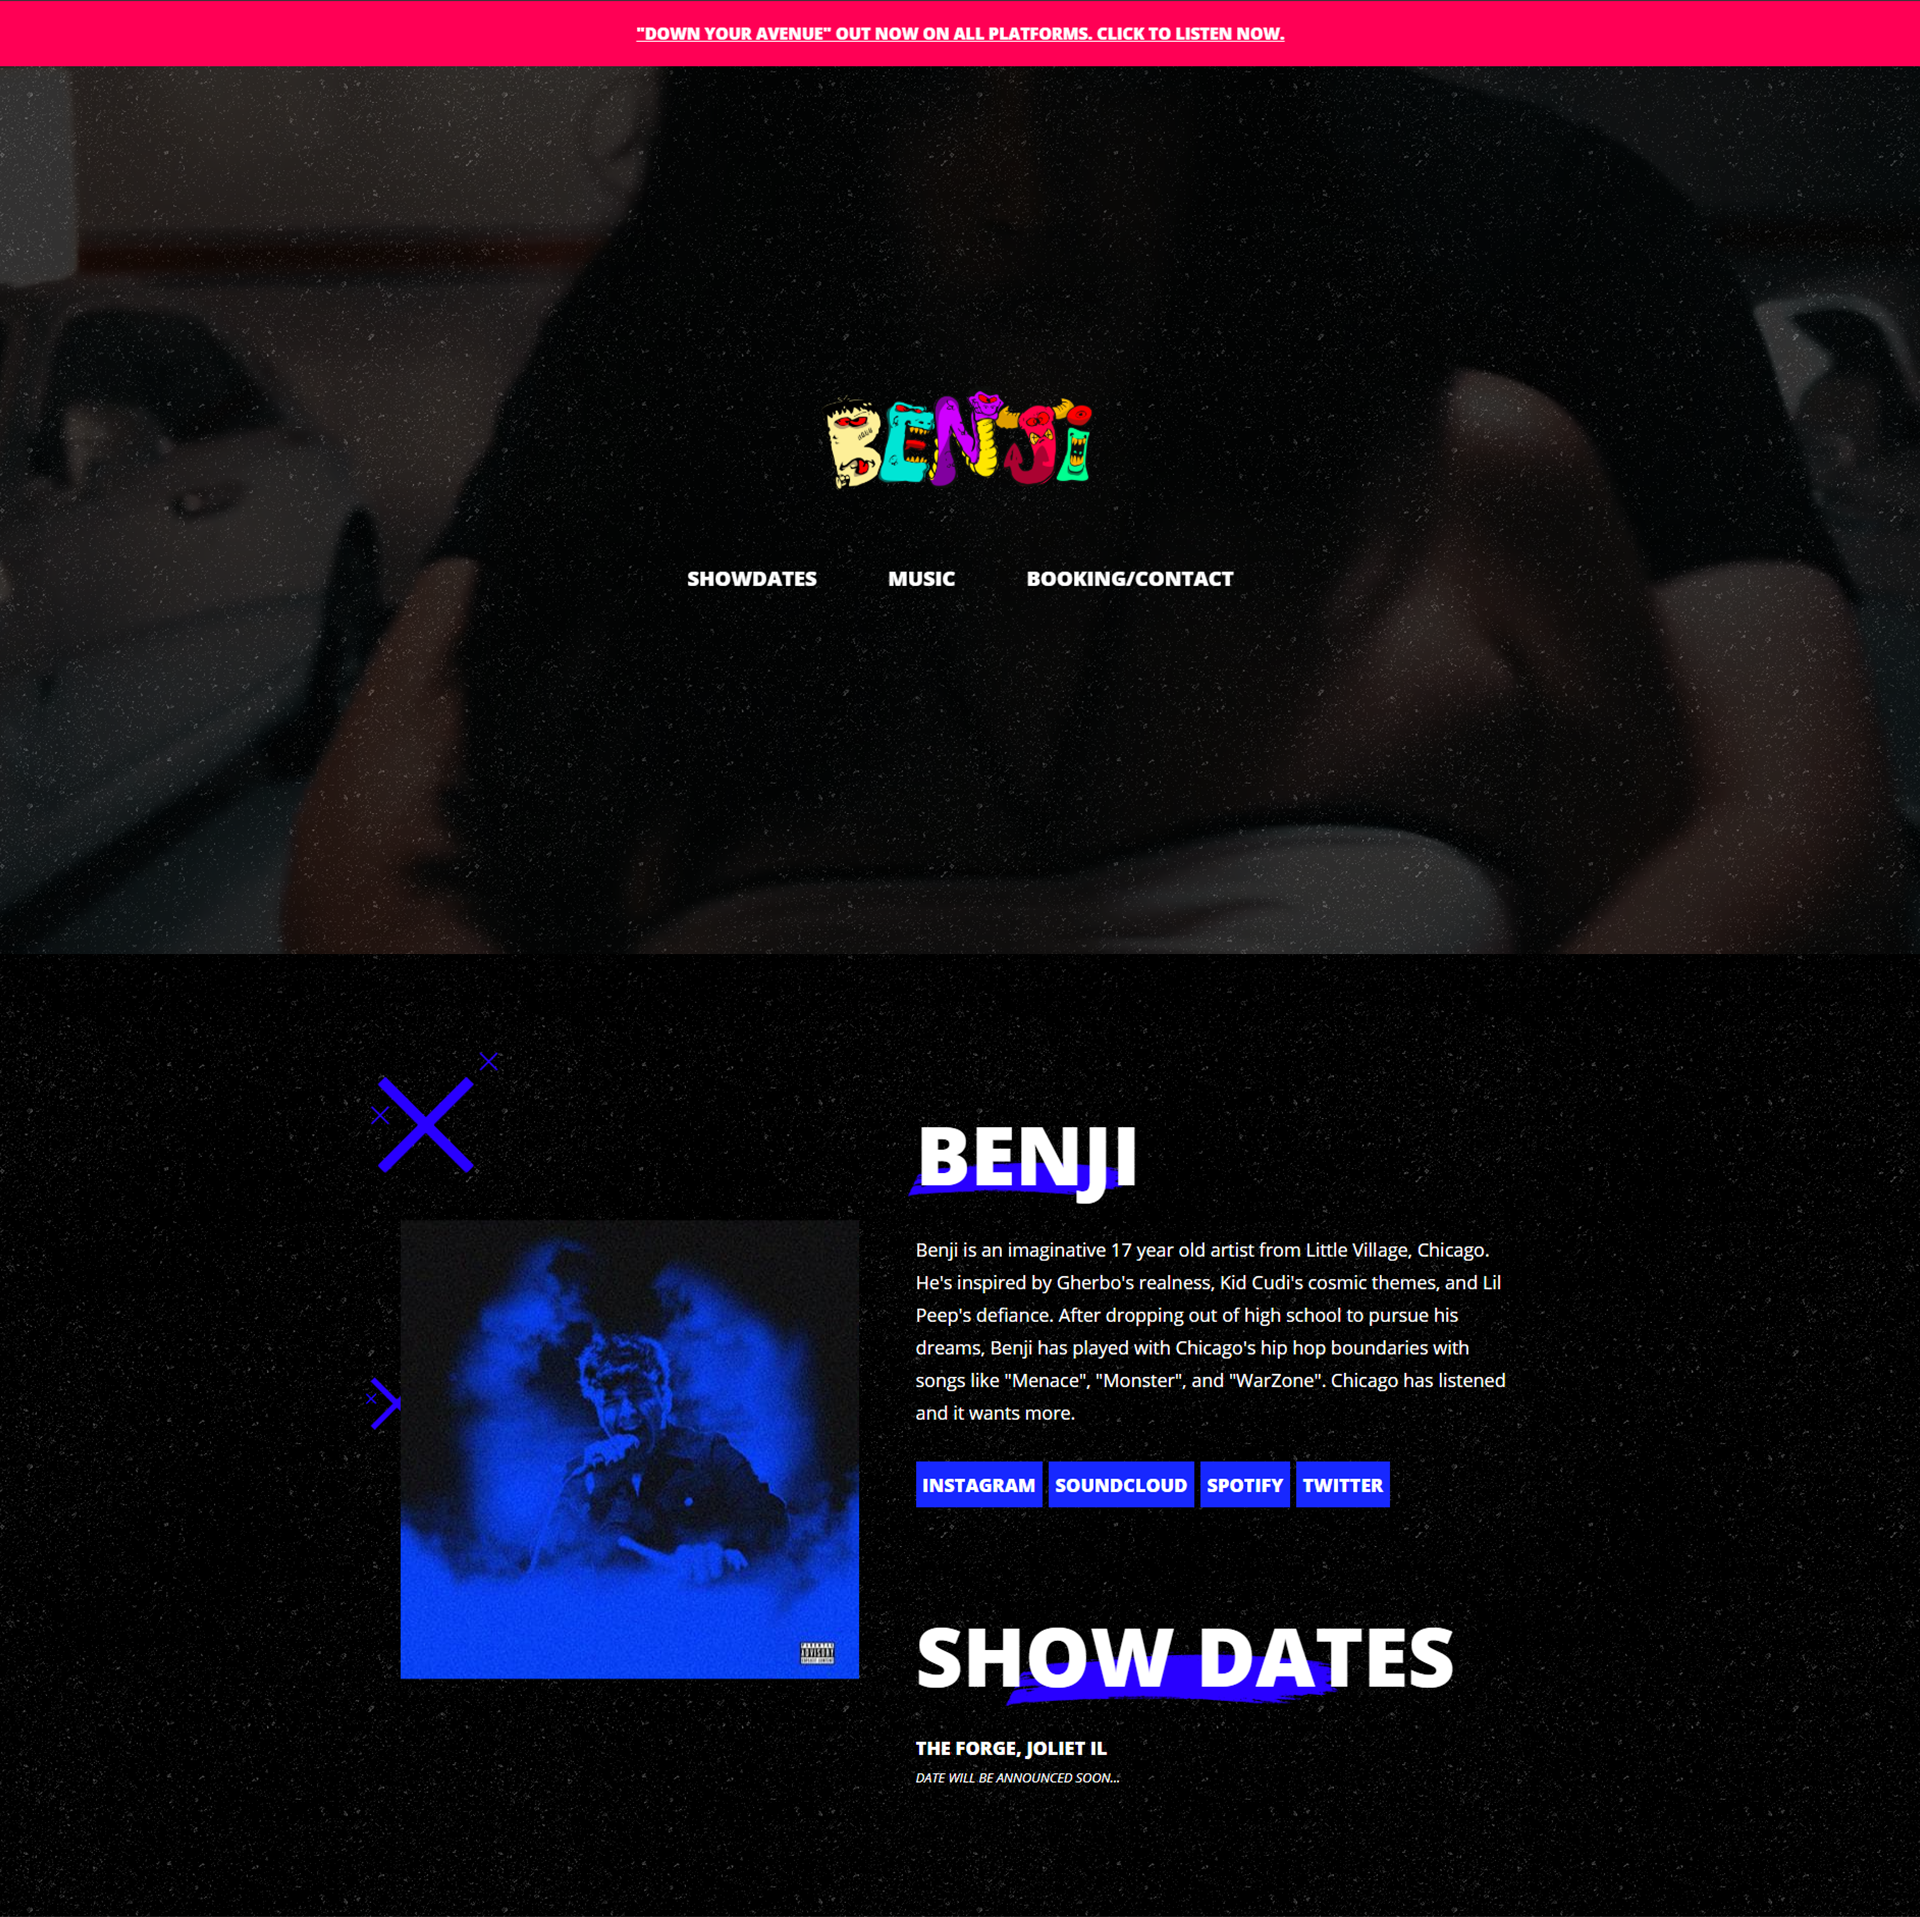 "DOWN YOUR AVENUE" OUT NOW ON ALL PLATFORMS. CLICK TO LISTEN NOW.
BENJi
SHOWDATES MUSIC BOOKING/CONTACT
BENJI
Benji is an imaginative 17 year old artist from Little Village, Chicago.
He's inspired by Gherbo's realness, Kid Cudi's cosmic themes, and Lil
Peep's defiance. After dropping out of high school to pursue his
dreams, Benji has played with Chicago's hip hop boundaries with
songs like "Menace", "Monster", and "WarZone". Chicago has listened
and it wants more.
INSTAGRAM SOUNDCLOUD SPOTIFY TWITTER
PARENTAL
ADVISORY
EXPLICIT CONTENT
SHOW DATES
THE FORGE, JOLIET IL
DATE WILL BE ANNOUNCED SOON...